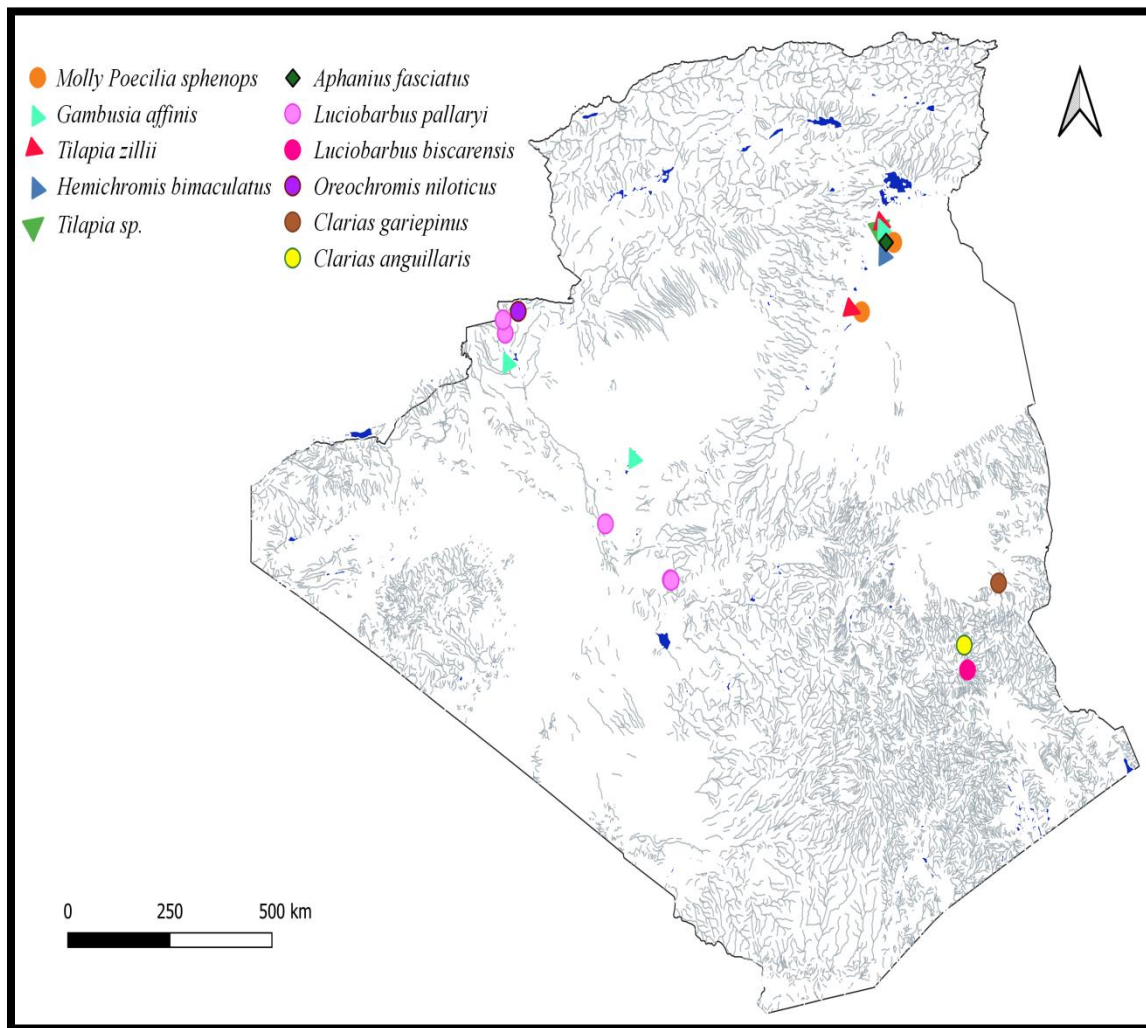 Molly Poecilia sphenops
Gambusia affinis
Tilapia zillii
Hemichromis bimaculatus
Tilapia sp.
Aphanius fasciatus
Luciobarbus pallaryi
Luciobarbus biscarensis
Oreochromis niloticus
Clarias gariepinus
Clarias anguillaris
0 250 500 km